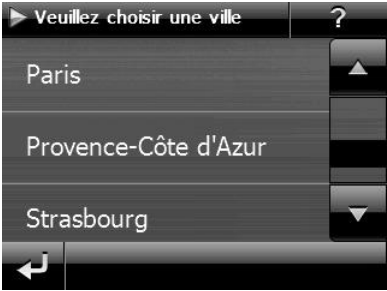 Veuillez choisir une ville
?
Paris
Provence-Côte d'Azur
Strasbourg